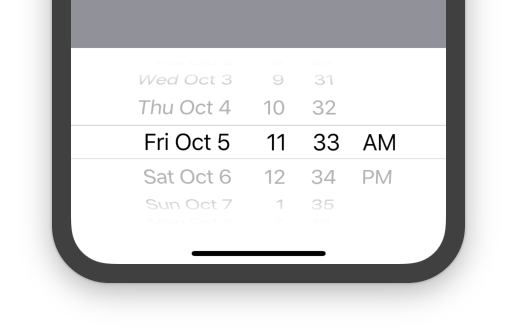 Wed Oct 3 9 31
Thu Oct 4 10 32
Fri Oct 5 11 33 AM
Sat Oct 6 12 34 PM
Sun Oct 7 1 35